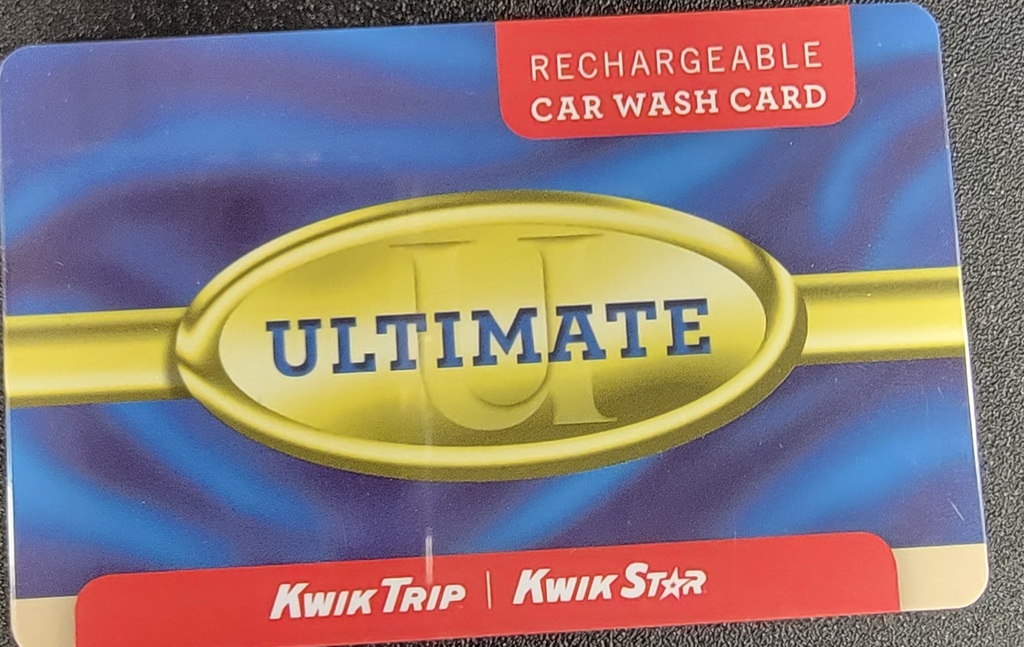 RECHARGEABLE
CAR WASH CARD
U
ULTIMATE
KWIK TRIP | KWIK STAR